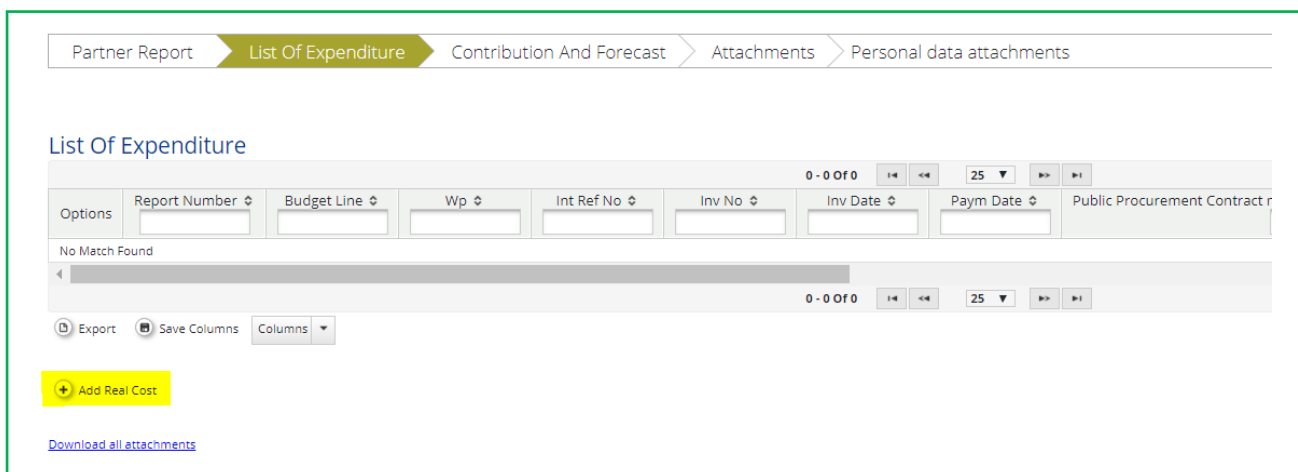 Partner Report List Of Expenditure Contribution And Forecast Attachments Personal data attachments
List Of Expenditure
0 - 0 Of 0 25
Options Report Number Budget Line Wp Int Ref No Inv No Inv Date Paym Date Public Procurement Contract
No Match Found
0 - 0 Of 0 25
Export Save Columns Columns
Add Real Cost
Download all attachments